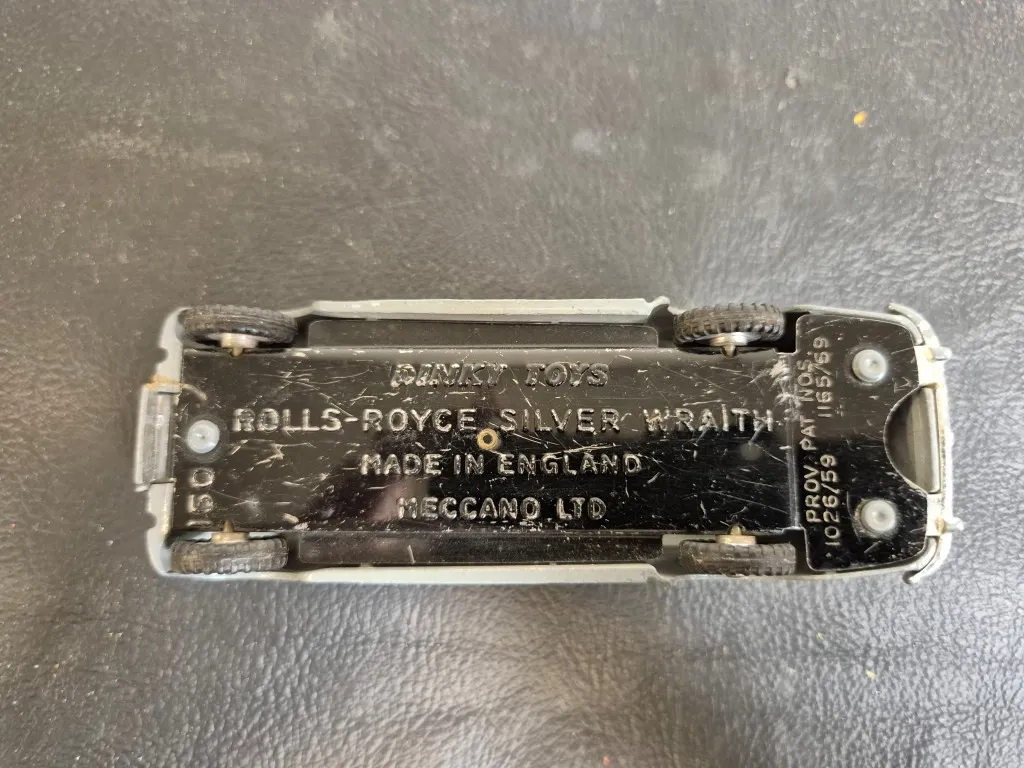 DINKY TOYS
ROLLS-ROYCE SILVER WRAITH
MADE IN ENGLAND
MECCANO LTD
150
PROV. PAT NOS.
1026/59 1165/59